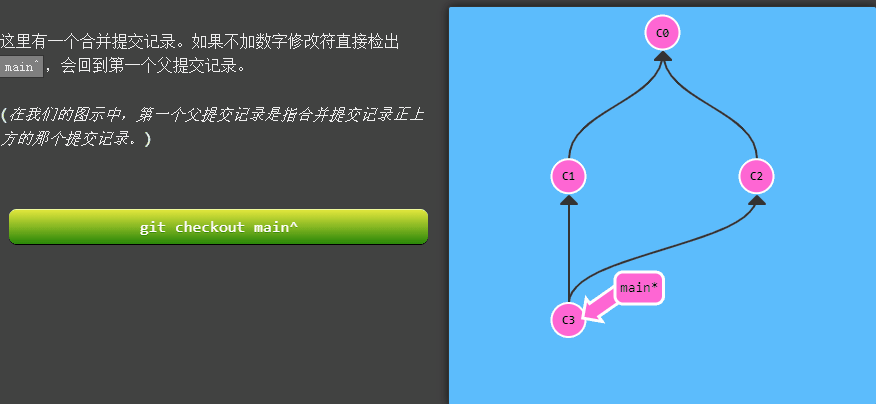 这里有一个合并提交记录。如果不加数字修改符直接检出
main^，会回到第一个父提交记录。
(在我们的图示中，第一个父提交记录是指合并提交记录正上
方的那个提交记录。)
git checkout main^
C0
C1
C2
main*
C3